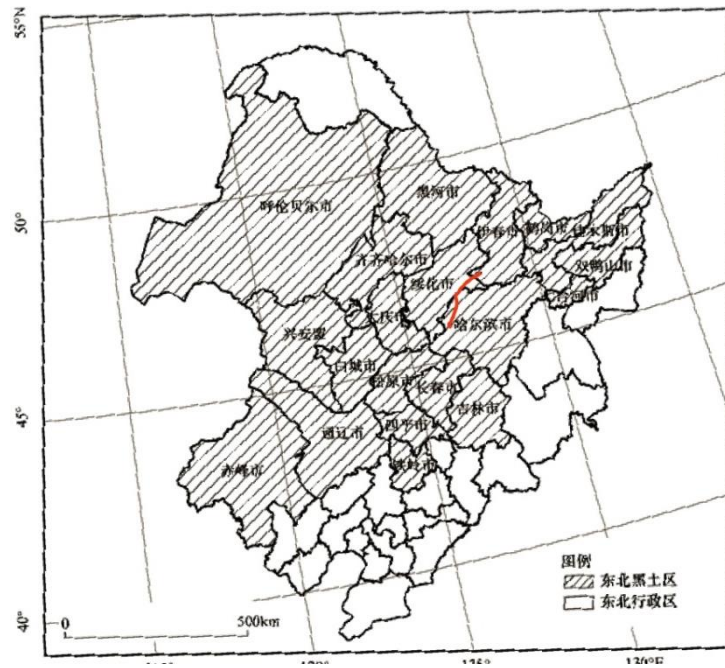 55°N
50°
45°
40°
呼伦贝尔市
黑河市
伊春市
鹤岗市
佳木斯市
齐齐哈尔市
绥化市
双鸭山市
大庆市
七台河市
兴安盟
哈尔滨市
白城市
松原市
长春市
吉林市
通辽市
四平市
赤峰市
铁岭市
图例
东北黑土区
东北行政区
0
500km
120°
125°
130°E